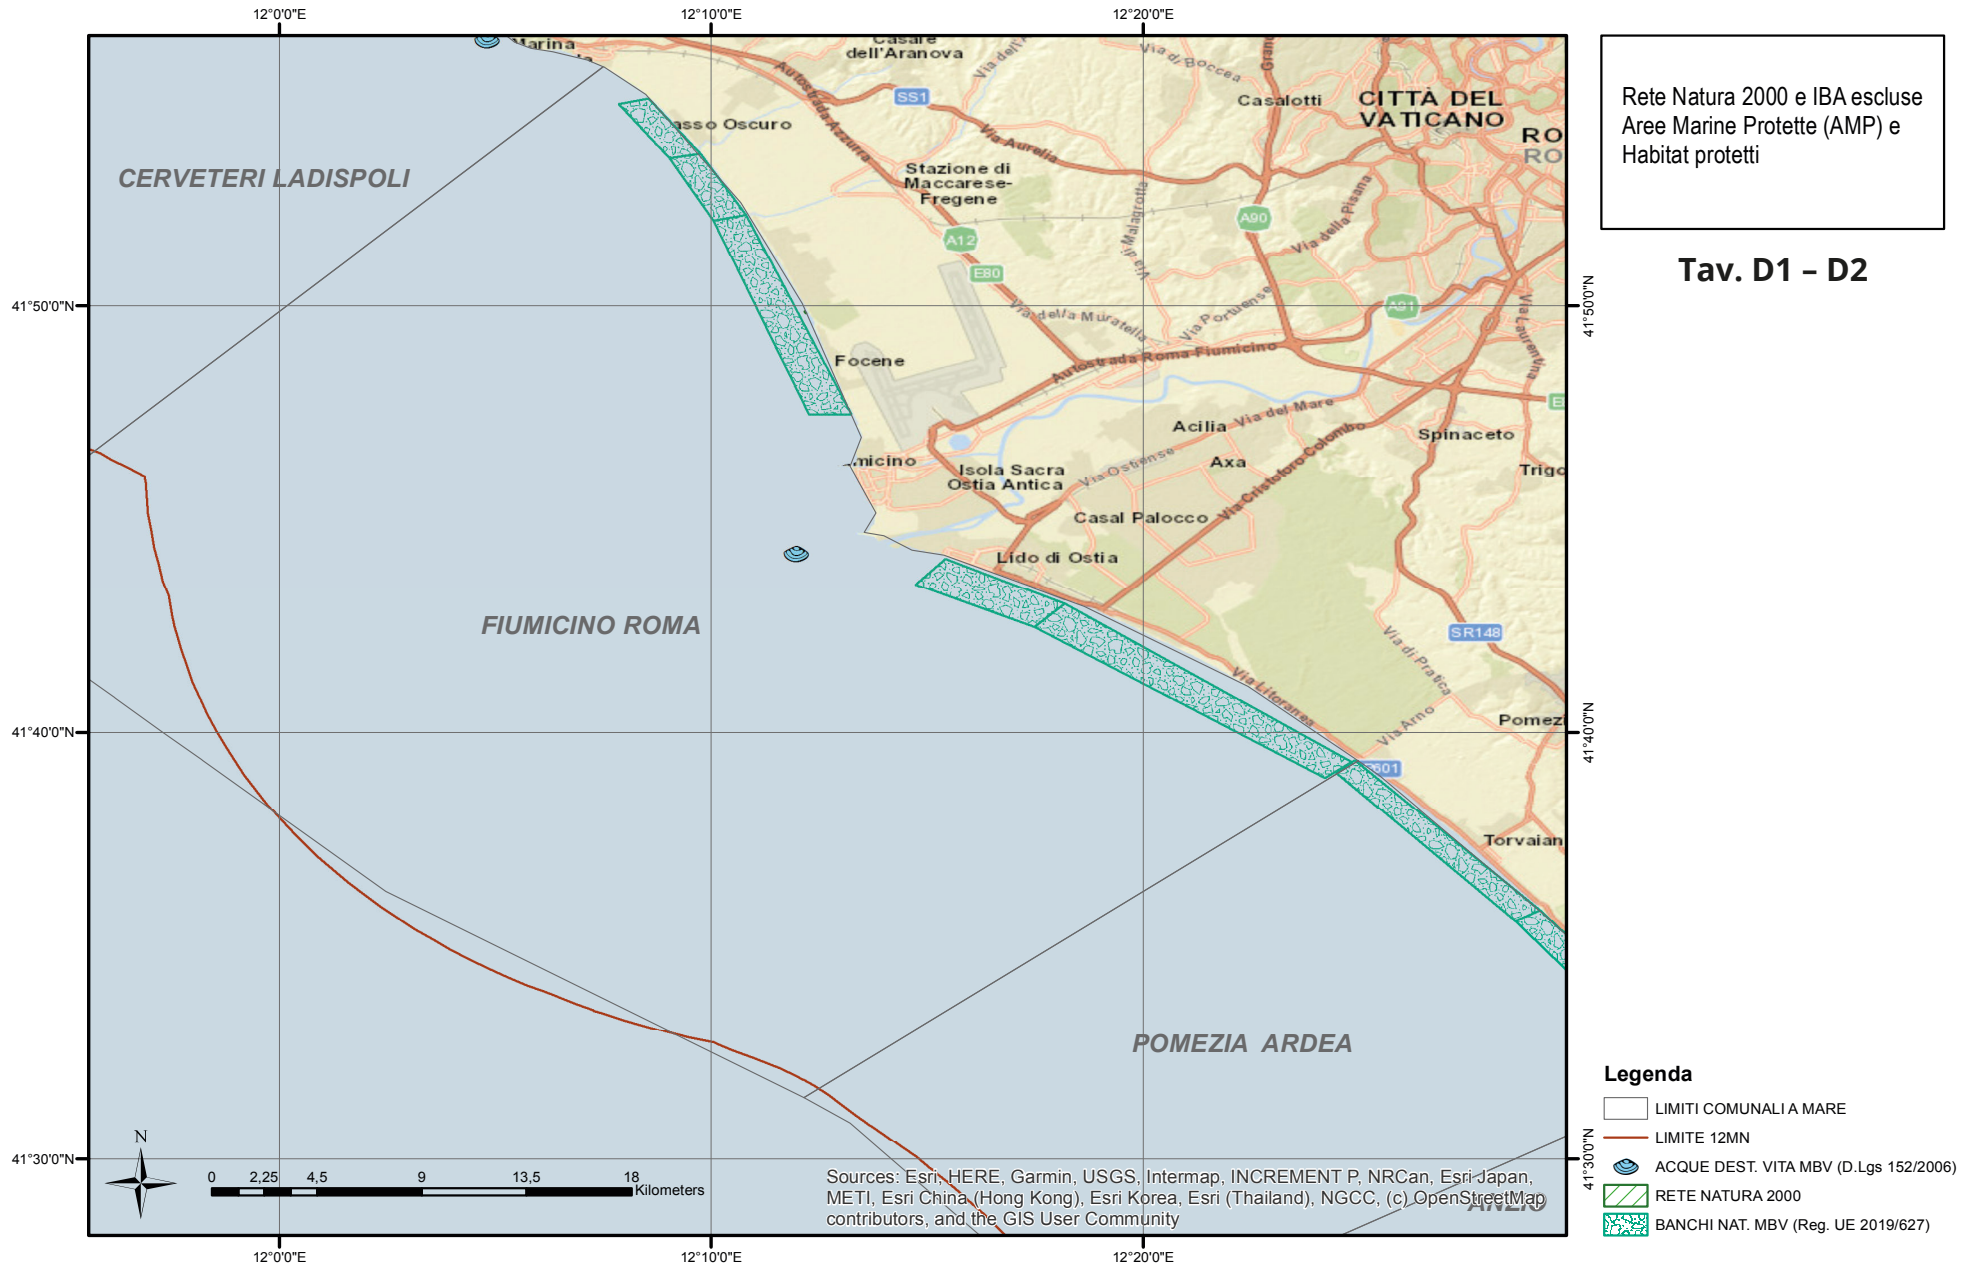 12°0'0"E
12°10'0"E
12°20'0"E
Marina
Casale
dell'Aranova
Via di Boccea
SS1
Casalotti
CITTÀ DEL
VATICANO
RO
RO
Autostrada Azzurra
Via Aurelia
asso Oscuro
Stazione di
Maccarese-
Fregene
Via di Malagrotta
A90
Via della Pisana
CERVETERI LADISPOLI
A12
E80
Via della Muratella
Via Portuense
A91
Via Laurentina
41°50'0"N
41°50'0"N
Focene
Autostrada Roma Fiumicino
E
Acilia
Via del Mare
Spinaceto
micino
Isola Sacra
Ostia Antica
Via Ostiense
Axa
Via Cristoforo Colombo
Trigo
Casal Palocco
Lido di Ostia
FIUMICINO ROMA
SR148
Via di Pratica
Via Litoranea
Via Arno
Pomezi
41°40'0"N
41°40'0"N
601
Torvaian
POMEZIA ARDEA
41°30'0"N
41°30'0"N
N
0 2,25 4,5 9 13,5 18
Kilometers
Sources: Esri, HERE, Garmin, USGS, Intermap, INCREMENT P, NRCan, Esri Japan,
METI, Esri China (Hong Kong), Esri Korea, Esri (Thailand), NGCC, (c) OpenStreetMap
contributors, and the GIS User Community
ANZIO
12°0'0"E
12°10'0"E
12°20'0"E
Rete Natura 2000 e IBA escluse
Aree Marine Protette (AMP) e
Habitat protetti
Tav. D1 – D2
Legenda
LIMITI COMUNALI A MARE
LIMITE 12MN
ACQUE DEST. VITA MBV (D.Lgs 152/2006)
RETE NATURA 2000
BANCHI NAT. MBV (Reg. UE 2019/627)